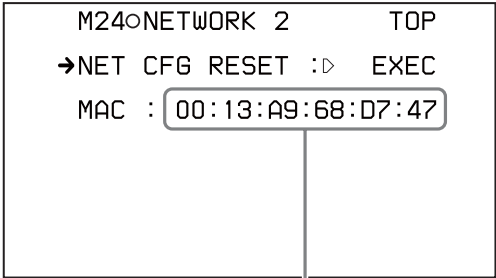 M24○NETWORK 2 TOP
→NET CFG RESET :▷ EXEC
MAC : 00:13:A9:68:D7:47